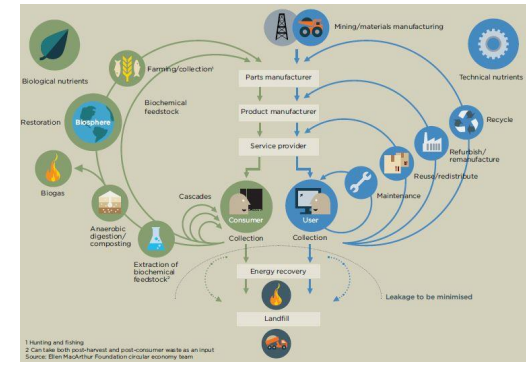 Mining/materials manufacturing
Biological nutrients
Farming/collection¹
Parts manufacturer
Technical nutrients
Biochemical
feedstock
Restoration
Biosphere
Product manufacturer
Recycle
Service provider
Refurbish/
remanufacture
Reuse/redistribute
Biogas
Cascades
Maintenance
Consumer
User
Anaerobic
digestion/
composting
Collection
Collection
Extraction of
biochemical
feedstock²
Energy recovery
Leakage to be minimised
Landfill
1 Hunting and fishing
2 Can take both post-harvest and post-consumer waste as an input
Source: Ellen MacArthur Foundation circular economy team